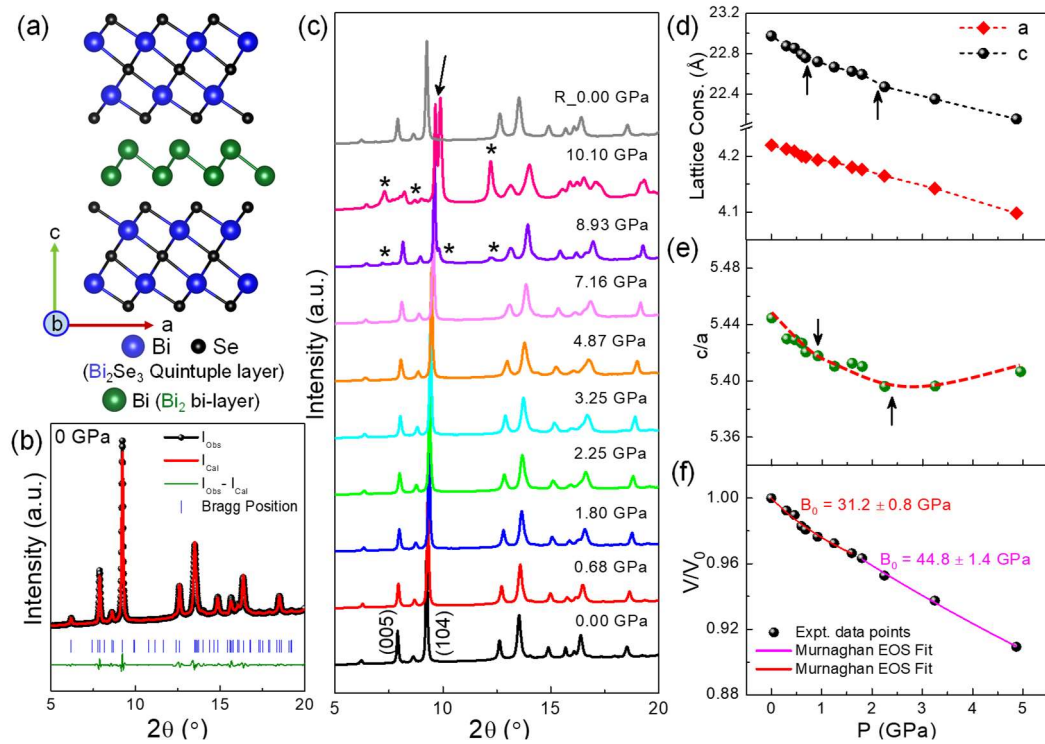 (a)
c
b
a
Bi
Se
(Bi₂Se₃ Quintuple layer)
Bi (Bi₂ bi-layer)
(b)
0 GPa
I_Obs
I_Cal
I_Obs - I_Cal
Bragg Position
Intensity (a.u.)
5 10 15 20
2θ (°)
(c)
R_0.00 GPa
10.10 GPa
* * *
8.93 GPa
* * *
7.16 GPa
4.87 GPa
3.25 GPa
2.25 GPa
1.80 GPa
0.68 GPa
0.00 GPa
(005)
(104)
Intensity (a.u.)
5 10 15 20
2θ (°)
(d)
a
c
23.2
22.8
22.4
4.2
4.1
Lattice Cons. (Å)
(e)
5.48
5.44
5.40
5.36
c/a
(f)
B₀ = 31.2 ± 0.8 GPa
B₀ = 44.8 ± 1.4 GPa
Expt. data points
Murnaghan EOS Fit
Murnaghan EOS Fit
1.00
0.96
0.92
0.88
V/V₀
0 1 2 3 4 5
P (GPa)